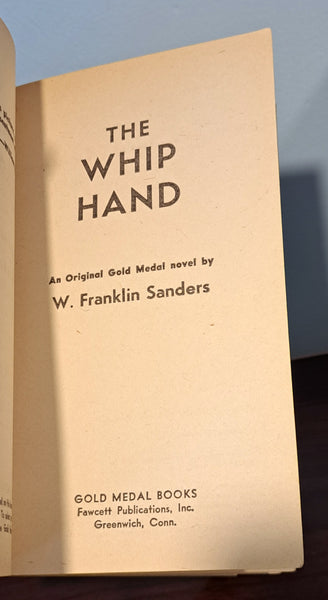 THE
WHIP
HAND
An Original Gold Medal novel by
W. Franklin Sanders
GOLD MEDAL BOOKS
Fawcett Publications, Inc.
Greenwich, Conn.